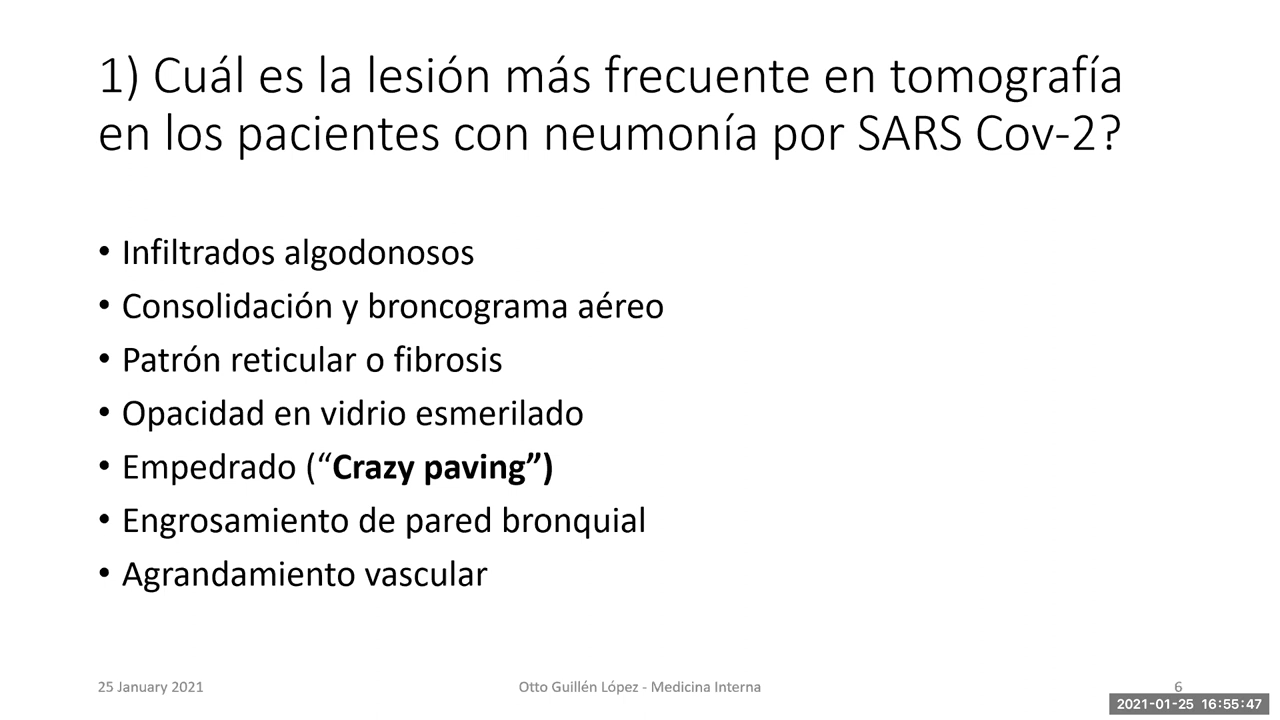 1) Cuál es la lesión más frecuente en tomografía
en los pacientes con neumonía por SARS Cov-2?
• Infiltrados algodonosos
• Consolidación y broncograma aéreo
• Patrón reticular o fibrosis
• Opacidad en vidrio esmerilado
• Empedrado (“Crazy paving”)
• Engrosamiento de pared bronquial
• Agrandamiento vascular
25 January 2021
Otto Guillén López - Medicina Interna
6
2021-01-25 16:55:47